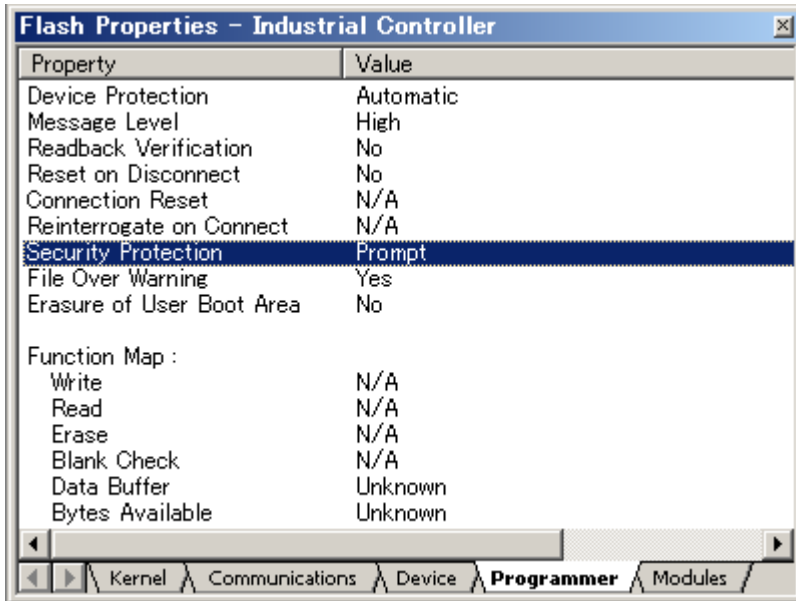 Flash Properties - Industrial Controller
Property Value
Device Protection Automatic
Message Level High
Readback Verification No
Reset on Disconnect No
Connection Reset N/A
Reinterrogate on Connect N/A
Security Protection Prompt
File Over Warning Yes
Erasure of User Boot Area No
Function Map :
Write N/A
Read N/A
Erase N/A
Blank Check N/A
Data Buffer Unknown
Bytes Available Unknown
Kernel Communications Device Programmer Modules